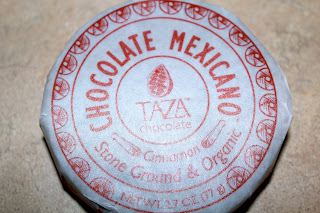 CHOCOLATE MEXICANO
TAZA
chocolate
Cinnamon
Stone Ground & Organic
NET WT 2.7 OZ (77 g)